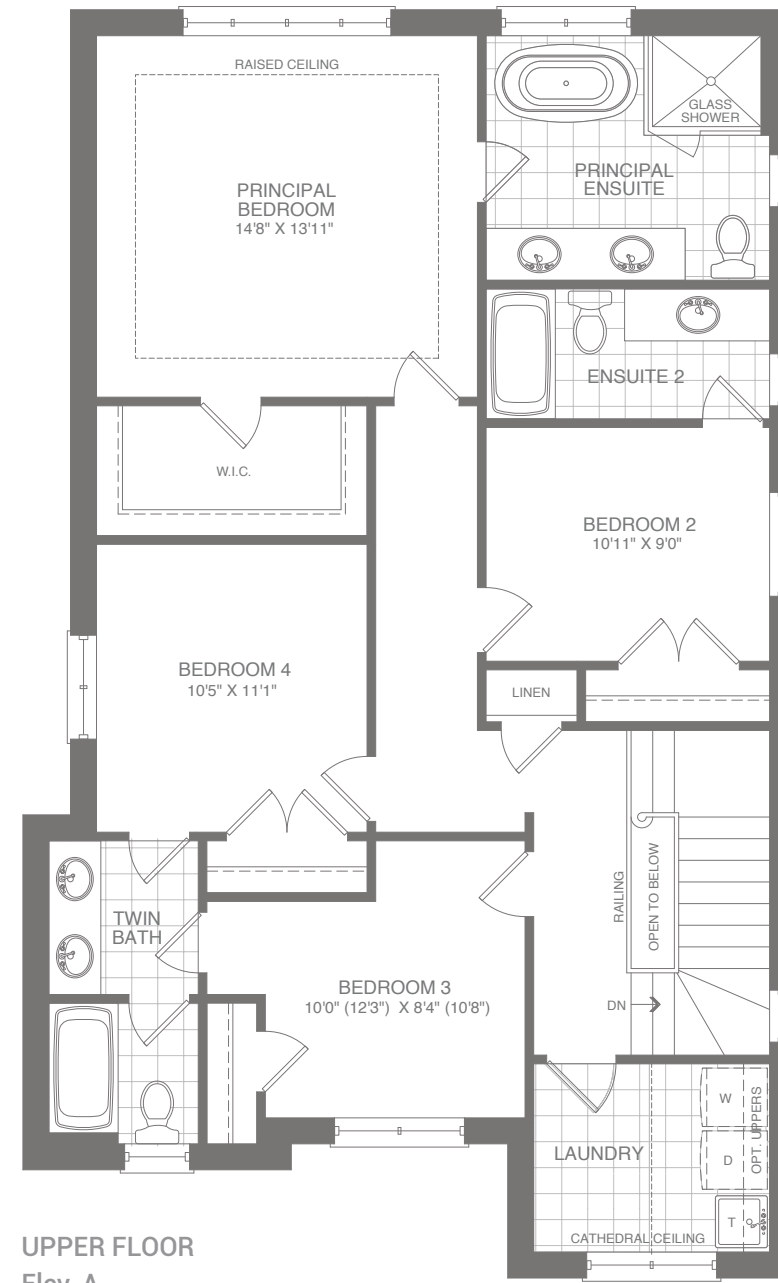 RAISED CEILING
PRINCIPAL
BEDROOM
14'8" X 13'11"
GLASS
SHOWER
PRINCIPAL
ENSUITE
ENSUITE 2
W.I.C.
BEDROOM 2
10'11" X 9'0"
BEDROOM 4
10'5" X 11'1"
LINEN
TWIN
BATH
RAILING
OPEN TO BELOW
BEDROOM 3
10'0" (12'3") X 8'4" (10'8")
DN
W
D
OPT. UPPERS
LAUNDRY
T
CATHEDRAL CEILING
UPPER FLOOR
Elev. A